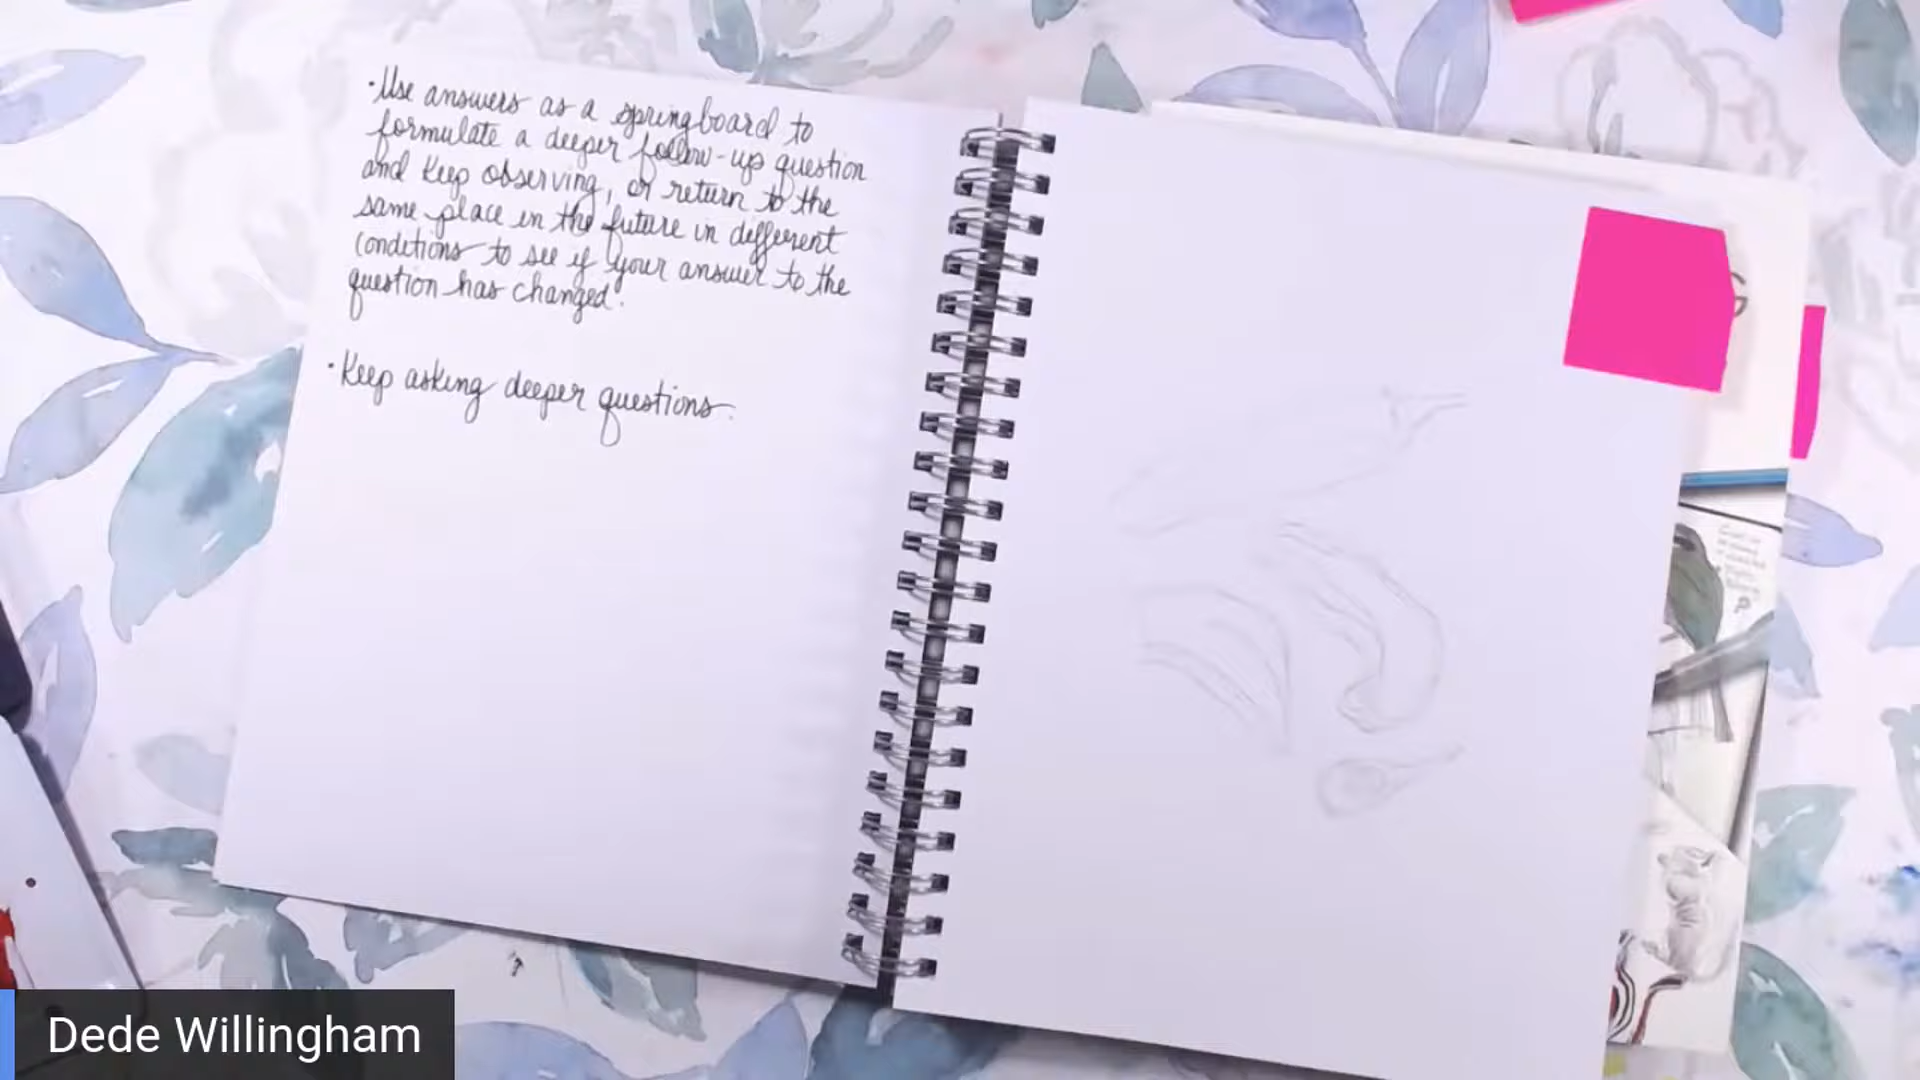 ·Use answers as a springboard to
formulate a deeper follow-up question
and keep observing, or return to the
same place in the future in different
conditions to see if your answer to the
question has changed.
·Keep asking deeper questions.
G
Dede Willingham